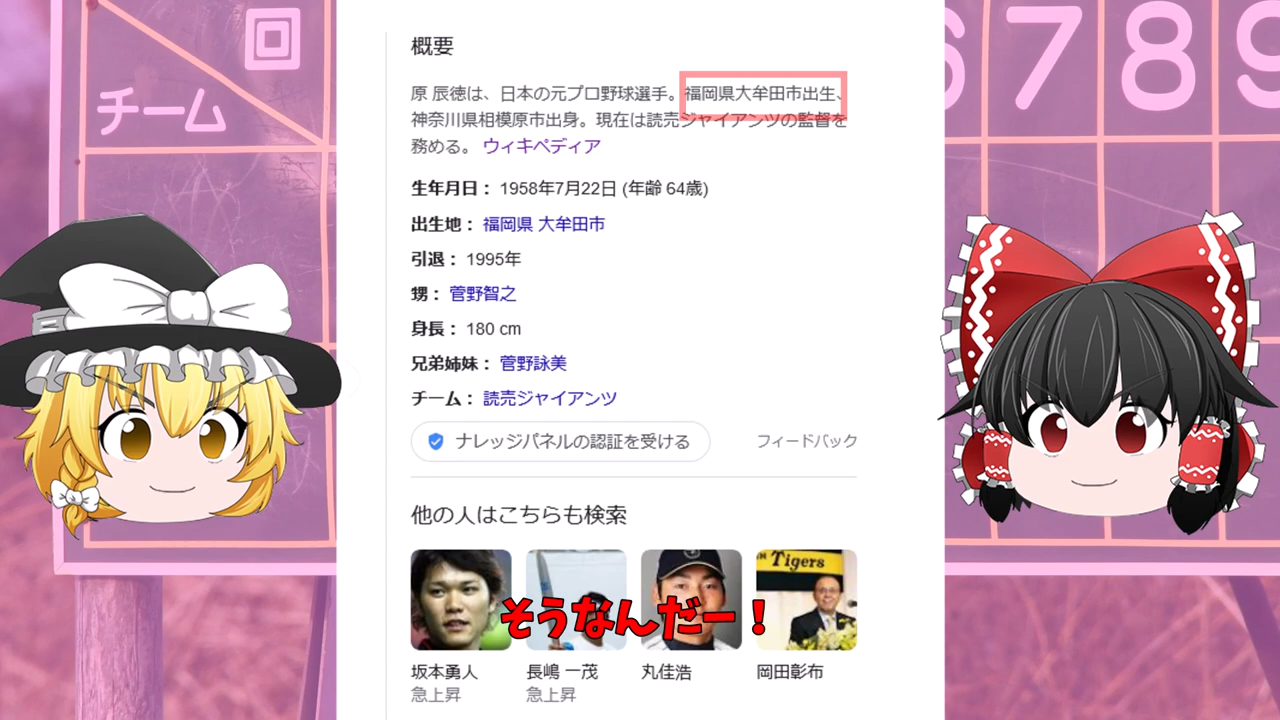 回
チーム
6 7 8 9
概要
原 辰徳は、日本の元プロ野球選手。福岡県大牟田市出生、
神奈川県相模原市出身。現在は読売ジャイアンツの監督を
務める。 ウィキペディア
生年月日： 1958年7月22日 (年齢 64歳)
出生地： 福岡県 大牟田市
引退： 1995年
甥： 菅野智之
身長： 180 cm
兄弟姉妹： 菅野詠美
チーム： 読売ジャイアンツ
ナレッジパネルの認証を受ける
フィードバック
他の人はこちらも検索
Tigers
そうなんだー！
坂本勇人
急上昇
長嶋 一茂
急上昇
丸佳浩
岡田彰布